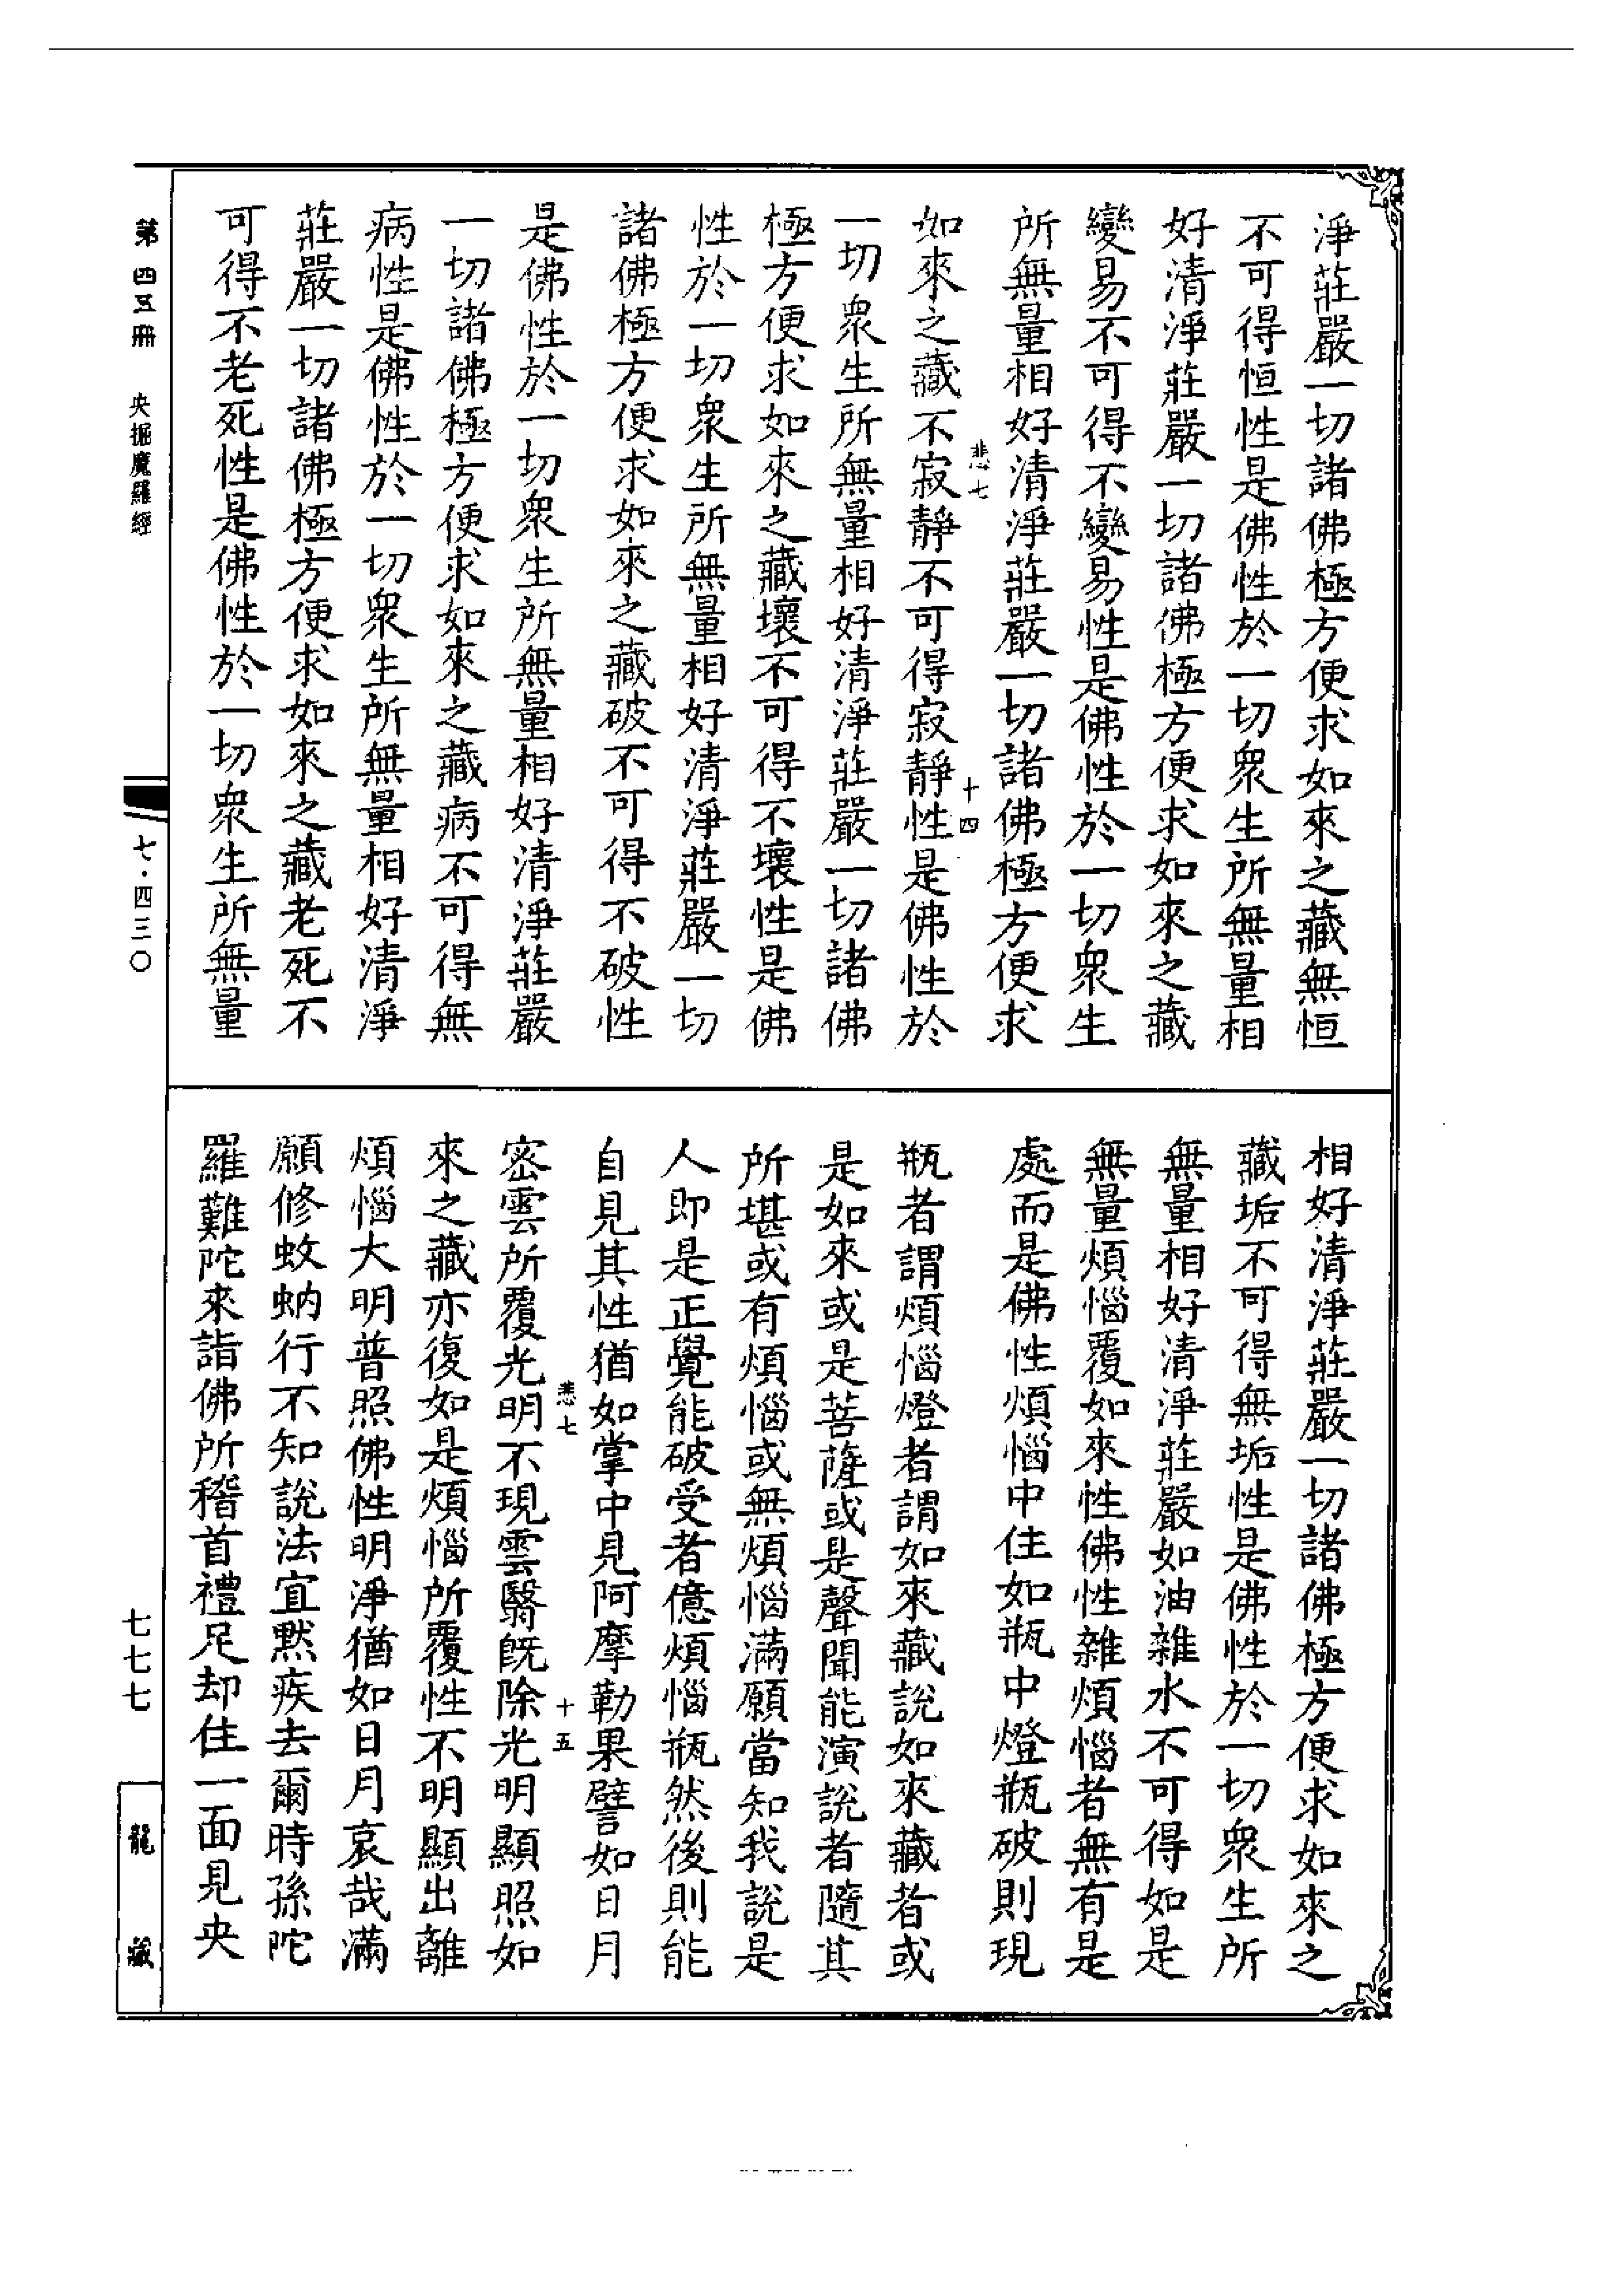 淨莊嚴一切諸佛極方便求如來之藏無恒
不可得恒性是佛性於一切眾生所無量相
好清淨莊嚴一切諸佛極方便求如來之藏
變易不可得不變易性是佛性於一切眾生
所無量相好清淨莊嚴一切諸佛極方便求
悲七 十四
如來之藏不寂靜不可得寂靜性是佛性於
一切眾生所無量相好清淨莊嚴一切諸佛
極方便求如來之藏壞不可得不壞性是佛
性於一切眾生所無量相好清淨莊嚴一切
諸佛極方便求如來之藏破不可得不破性
是佛性於一切眾生所無量相好清淨莊嚴
一切諸佛極方便求如來之藏病不可得無
病性是佛性於一切眾生所無量相好清淨
莊嚴一切諸佛極方便求如來之藏老死不
可得不老死性是佛性於一切眾生所無量
相好清淨莊嚴一切諸佛極方便求如來之
藏垢不可得無垢性是佛性於一切眾生所
無量相好清淨莊嚴如油雜水不可得如是
無量煩惱覆如來性佛性雜煩惱者無有是
處而是佛性煩惱中住如瓶中燈瓶破則現
瓶者謂煩惱燈者謂如來藏說如來藏者或
是如來或是菩薩或是聲聞能演說者隨其
所堪或有煩惱或無煩惱滿願當知我說是
人即是正覺能破受者億煩惱瓶然後則能
自見其性猶如掌中見阿摩勒果譬如日月
悲七 十五
密雲所覆光明不現雲翳既除光明顯照如
來之藏亦復如是煩惱所覆性不明顯出離
煩惱大明普照佛性明淨猶如日月哀哉滿
願修蚊蚋行不知說法宜默疾去爾時孫陀
羅難陀來詣佛所稽首禮足却住一面見央
第四五冊 央掘魔羅經
七·四三〇
七七七
龍藏